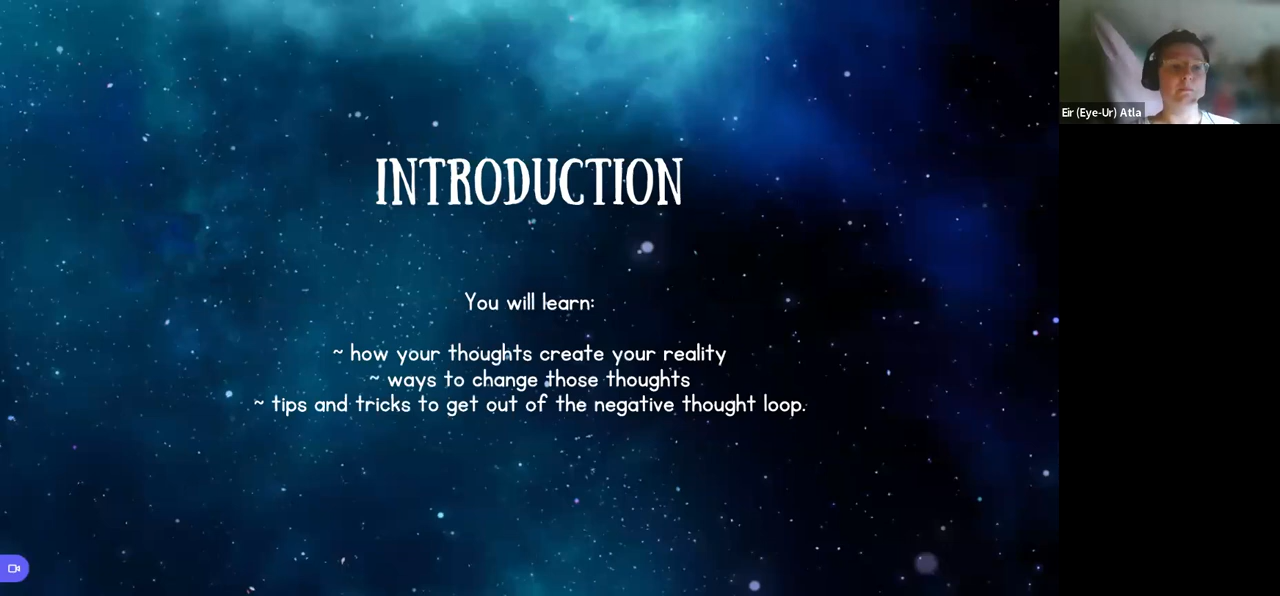 INTRODUCTION
You will learn:
~ how your thoughts create your reality
~ ways to change those thoughts
~ tips and tricks to get out of the negative thought loop.
Eir (Eye-Ur) Atla